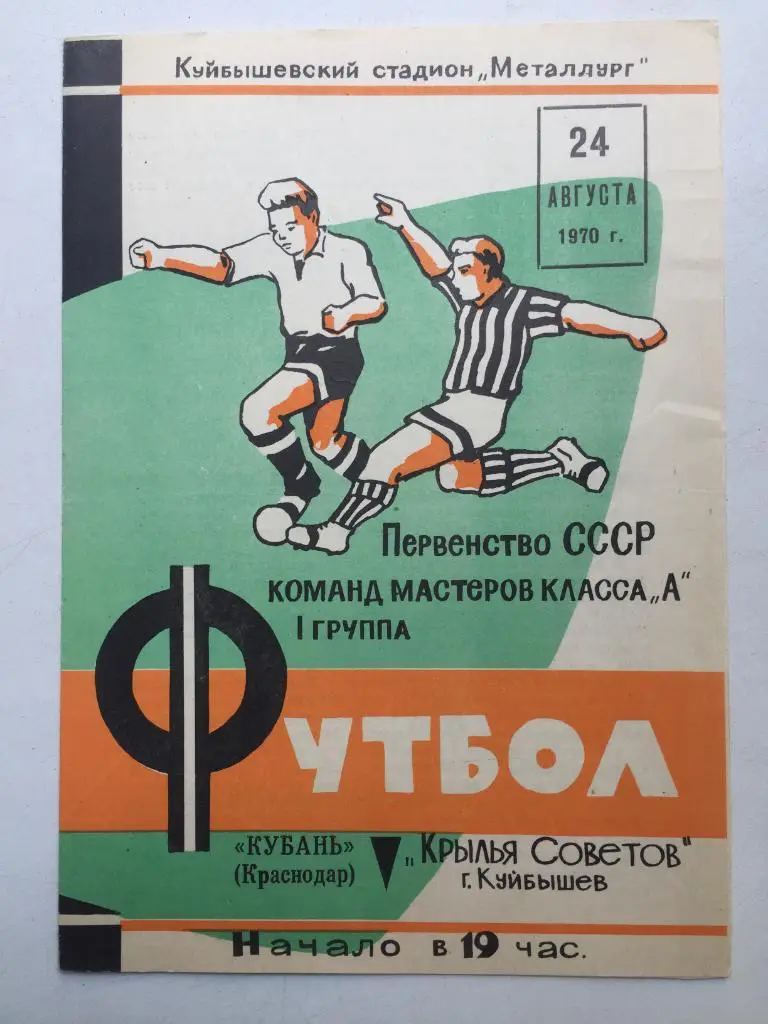 Куйбышевский стадион „Металлург"
24
АВГУСТА
1970 г.
Первенство СССР
КОМАНД МАСТЕРОВ КЛАССА „А"
I ГРУППА
ФУТБОЛ
«КУБАНЬ» „Крылья Советов"
(Краснодар) г. Куйбышев
Начало в 19 час.